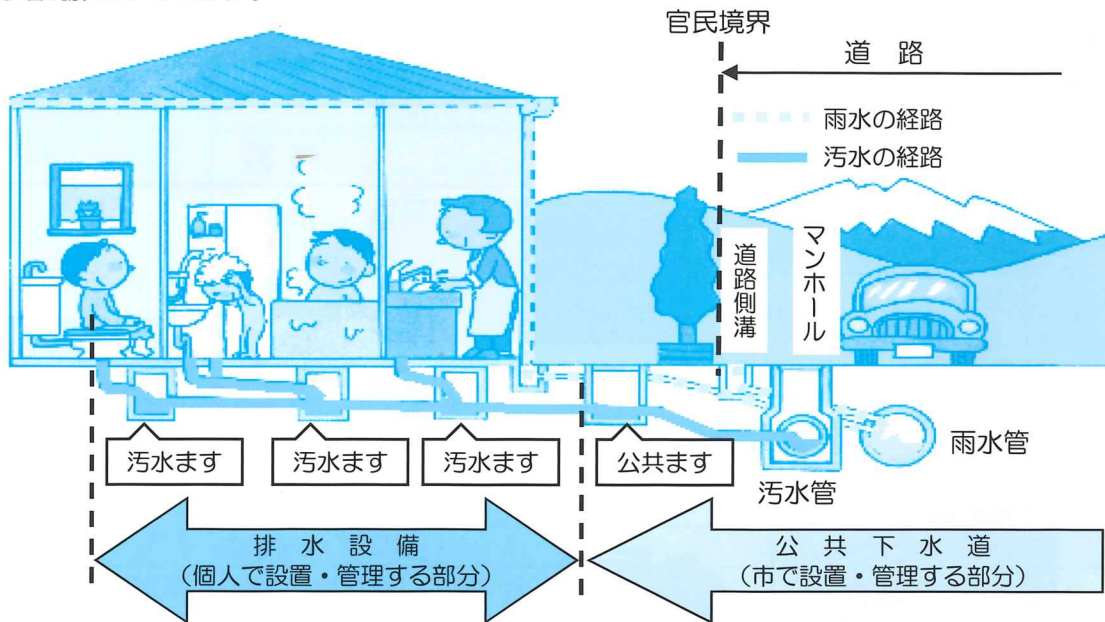 官民境界
道 路
雨水の経路
汚水の経路
道路側溝
マンホール
汚水ます
汚水ます
汚水ます
公共ます
雨水管
汚水管
排 水 設 備
(個人で設置・管理する部分)
公 共 下 水 道
(市で設置・管理する部分)